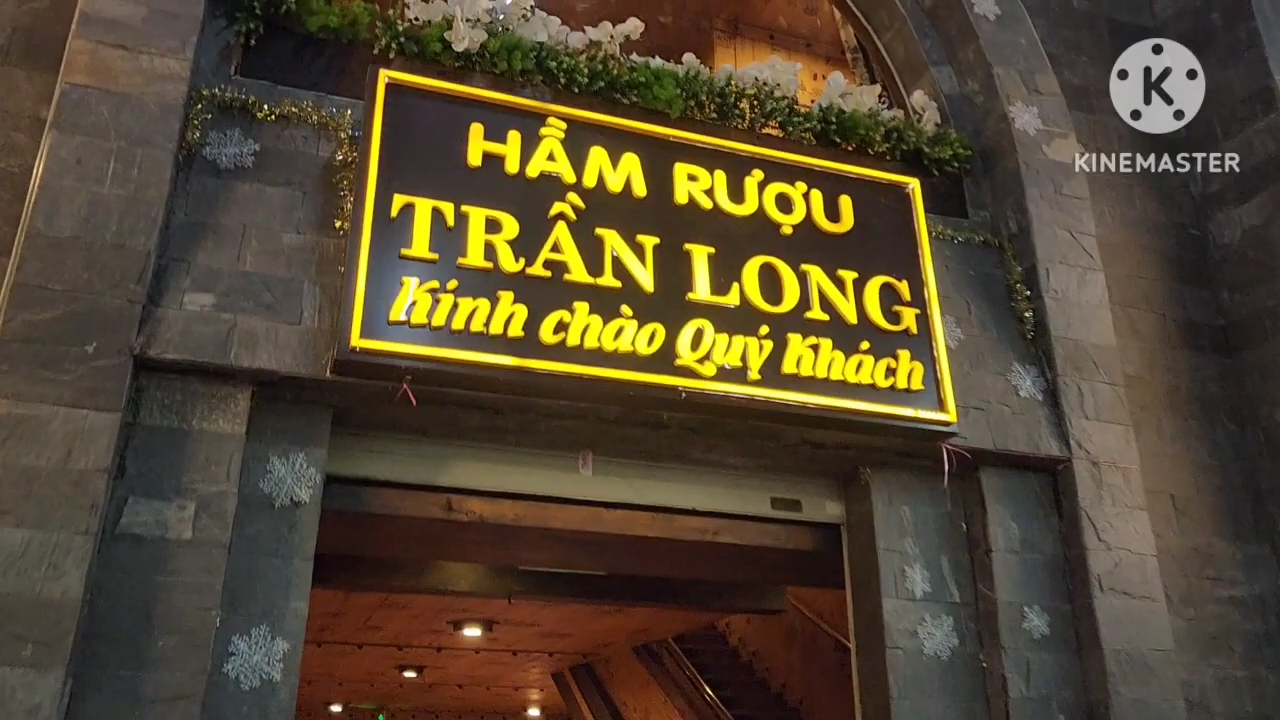 HẦM RƯỢU
TRẦN LONG
Kính chào Quý Khách
K
KINEMASTER